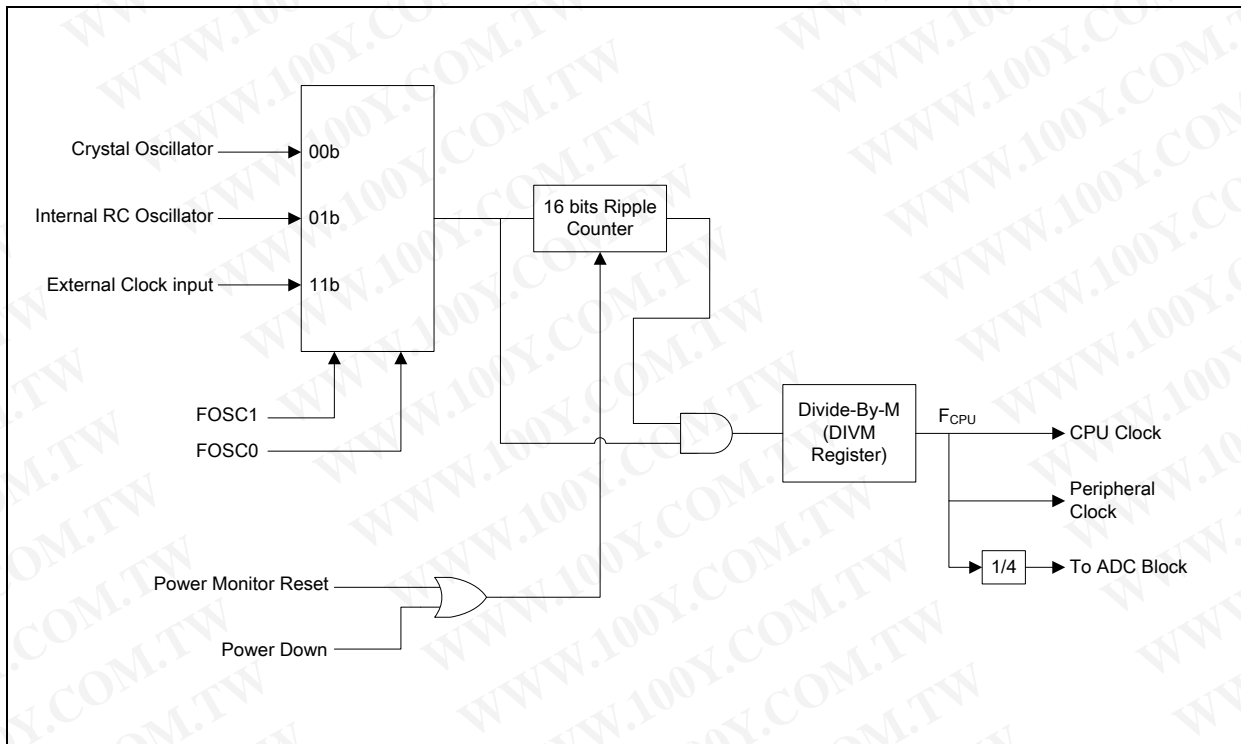 Crystal Oscillator
00b
Internal RC Oscillator
01b
External Clock input
11b
16 bits Ripple
Counter
FOSC1
FOSC0
Divide-By-M
(DIVM
Register)
FCPU
CPU Clock
Peripheral
Clock
1/4
To ADC Block
Power Monitor Reset
Power Down
WWW.100Y.COM.TW